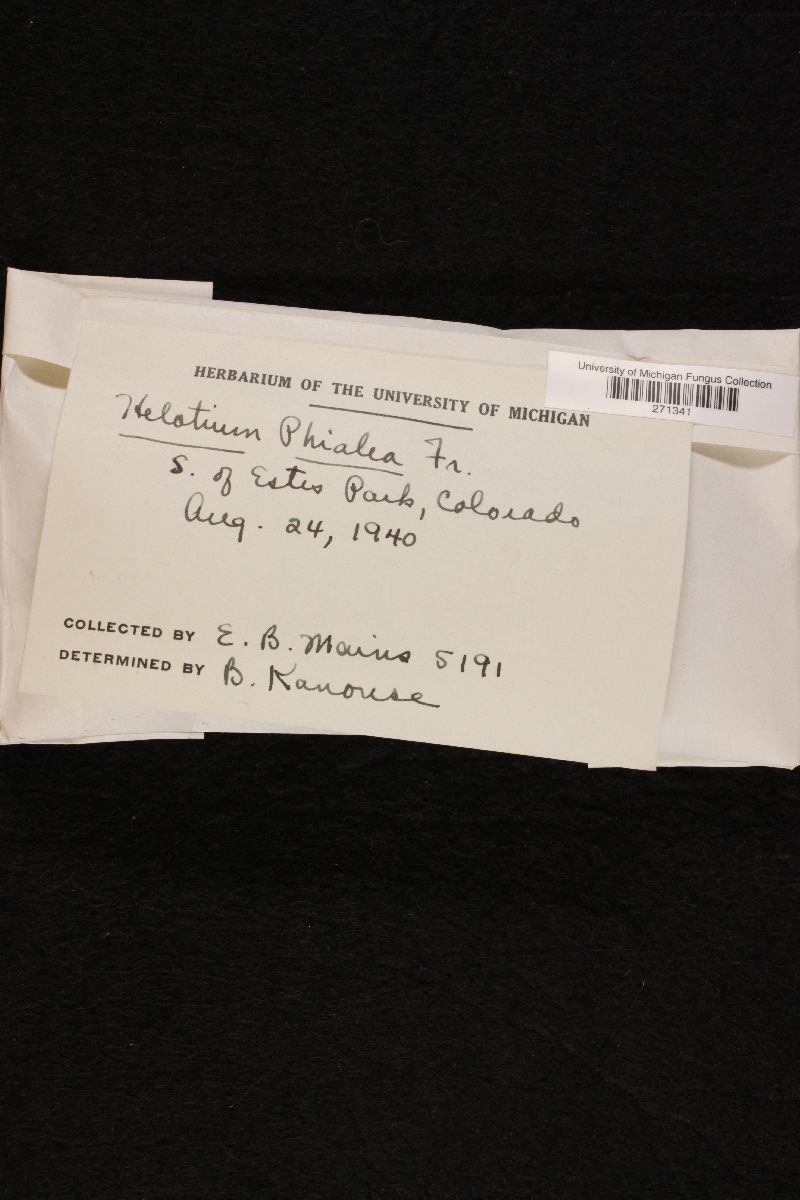 University of Michigan Fungus Collection
271341
HERBARIUM OF THE UNIVERSITY OF MICHIGAN
Helotium Phialea Fr.
S. of Estes Park, Colorado
Aug. 24, 1940
COLLECTED BY E. B. Mains 5191
DETERMINED BY B. Kanouse